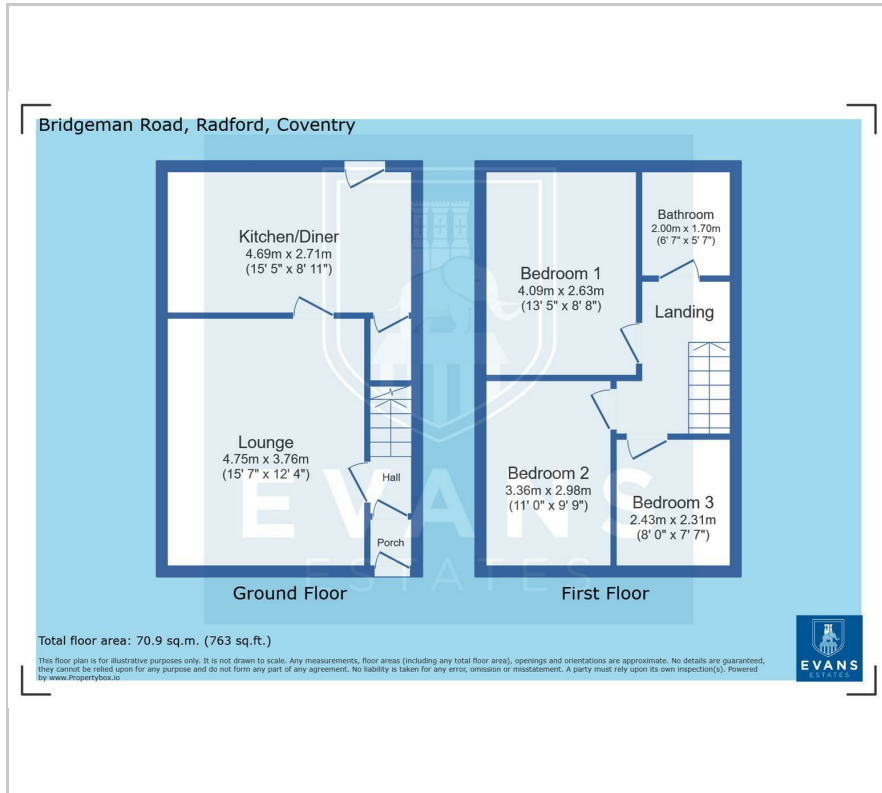 Bridgeman Road, Radford, Coventry
Kitchen/Diner
4.69m x 2.71m
(15' 5" x 8' 11")
Lounge
4.75m x 3.76m
(15' 7" x 12' 4")
Hall
Porch
Ground Floor
Bedroom 1
4.09m x 2.63m
(13' 5" x 8' 8")
Bathroom
2.00m x 1.70m
(6' 7" x 5' 7")
Landing
Bedroom 2
3.36m x 2.98m
(11' 0" x 9' 9")
Bedroom 3
2.43m x 2.31m
(8' 0" x 7' 7")
First Floor
EVANS
ESTATES
Total floor area: 70.9 sq.m. (763 sq.ft.)
This floor plan is for illustrative purposes only. It is not drawn to scale. Any measurements, floor areas (including any total floor area), openings and orientations are approximate. No details are guaranteed,
they cannot be relied upon for any purpose and do not form any part of any agreement. No liability is taken for any error, omission or misstatement. A party must rely upon its own inspection(s). Powered
by www.Propertybox.io
EVANS
ESTATES